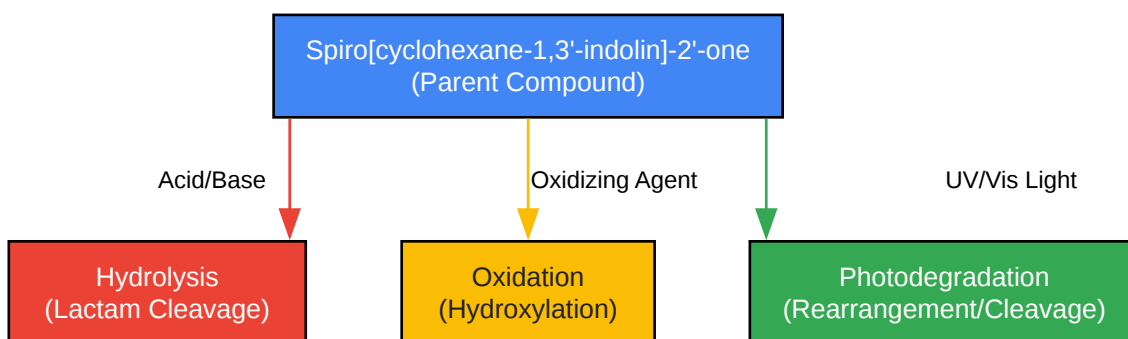 Spiro[cyclohexane-1,3'-indolin]-2'-one
(Parent Compound)
Acid/Base
Oxidizing Agent
UV/Vis Light
Hydrolysis
(Lactam Cleavage)
Oxidation
(Hydroxylation)
Photodegradation
(Rearrangement/Cleavage)